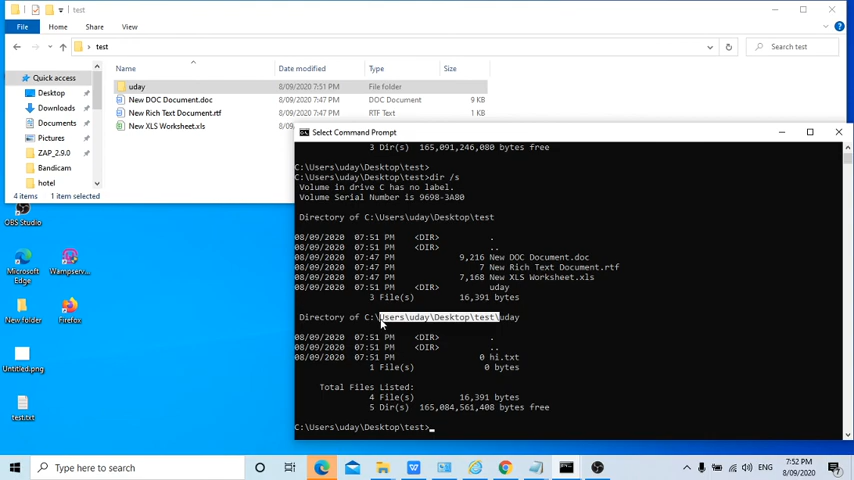 test
File
Home
Share
View
test
Search test
Name
Date modified
Type
Size
Quick access
Desktop
Downloads
Documents
Pictures
ZAP_2.9.0
Bandicam
hotel
uday 8/09/2020 7:51 PM File folder
New DOC Document.doc 8/09/2020 7:47 PM DOC Document 9 KB
New Rich Text Document.rtf 8/09/2020 7:47 PM RTF Text 1 KB
New XLS Worksheet.xls
4 items 1 item selected
Select Command Prompt
3 Dir(s) 165,091,246,080 bytes free
C:\Users\uday\Desktop\test>
C:\Users\uday\Desktop\test>dir /s
Volume in drive C has no label.
Volume Serial Number is 9698-3A80
Directory of C:\Users\uday\Desktop\test
08/09/2020 07:51 PM <DIR> .
08/09/2020 07:51 PM <DIR> ..
08/09/2020 07:47 PM 9,216 New DOC Document.doc
08/09/2020 07:47 PM 7 New Rich Text Document.rtf
08/09/2020 07:47 PM 7,168 New XLS Worksheet.xls
08/09/2020 07:51 PM <DIR> uday
3 File(s) 16,391 bytes
Directory of C:\Users\uday\Desktop\test\uday
08/09/2020 07:51 PM <DIR> .
08/09/2020 07:51 PM <DIR> ..
08/09/2020 07:51 PM 0 hi.txt
1 File(s) 0 bytes
Total Files Listed:
4 File(s) 16,391 bytes
5 Dir(s) 165,084,561,408 bytes free
C:\Users\uday\Desktop\test>_
OBS Studio
Microsoft Edge
Wampserv...
New folder
Firefox
Untitled.png
test.txt
Type here to search
ENG
7:52 PM
8/09/2020